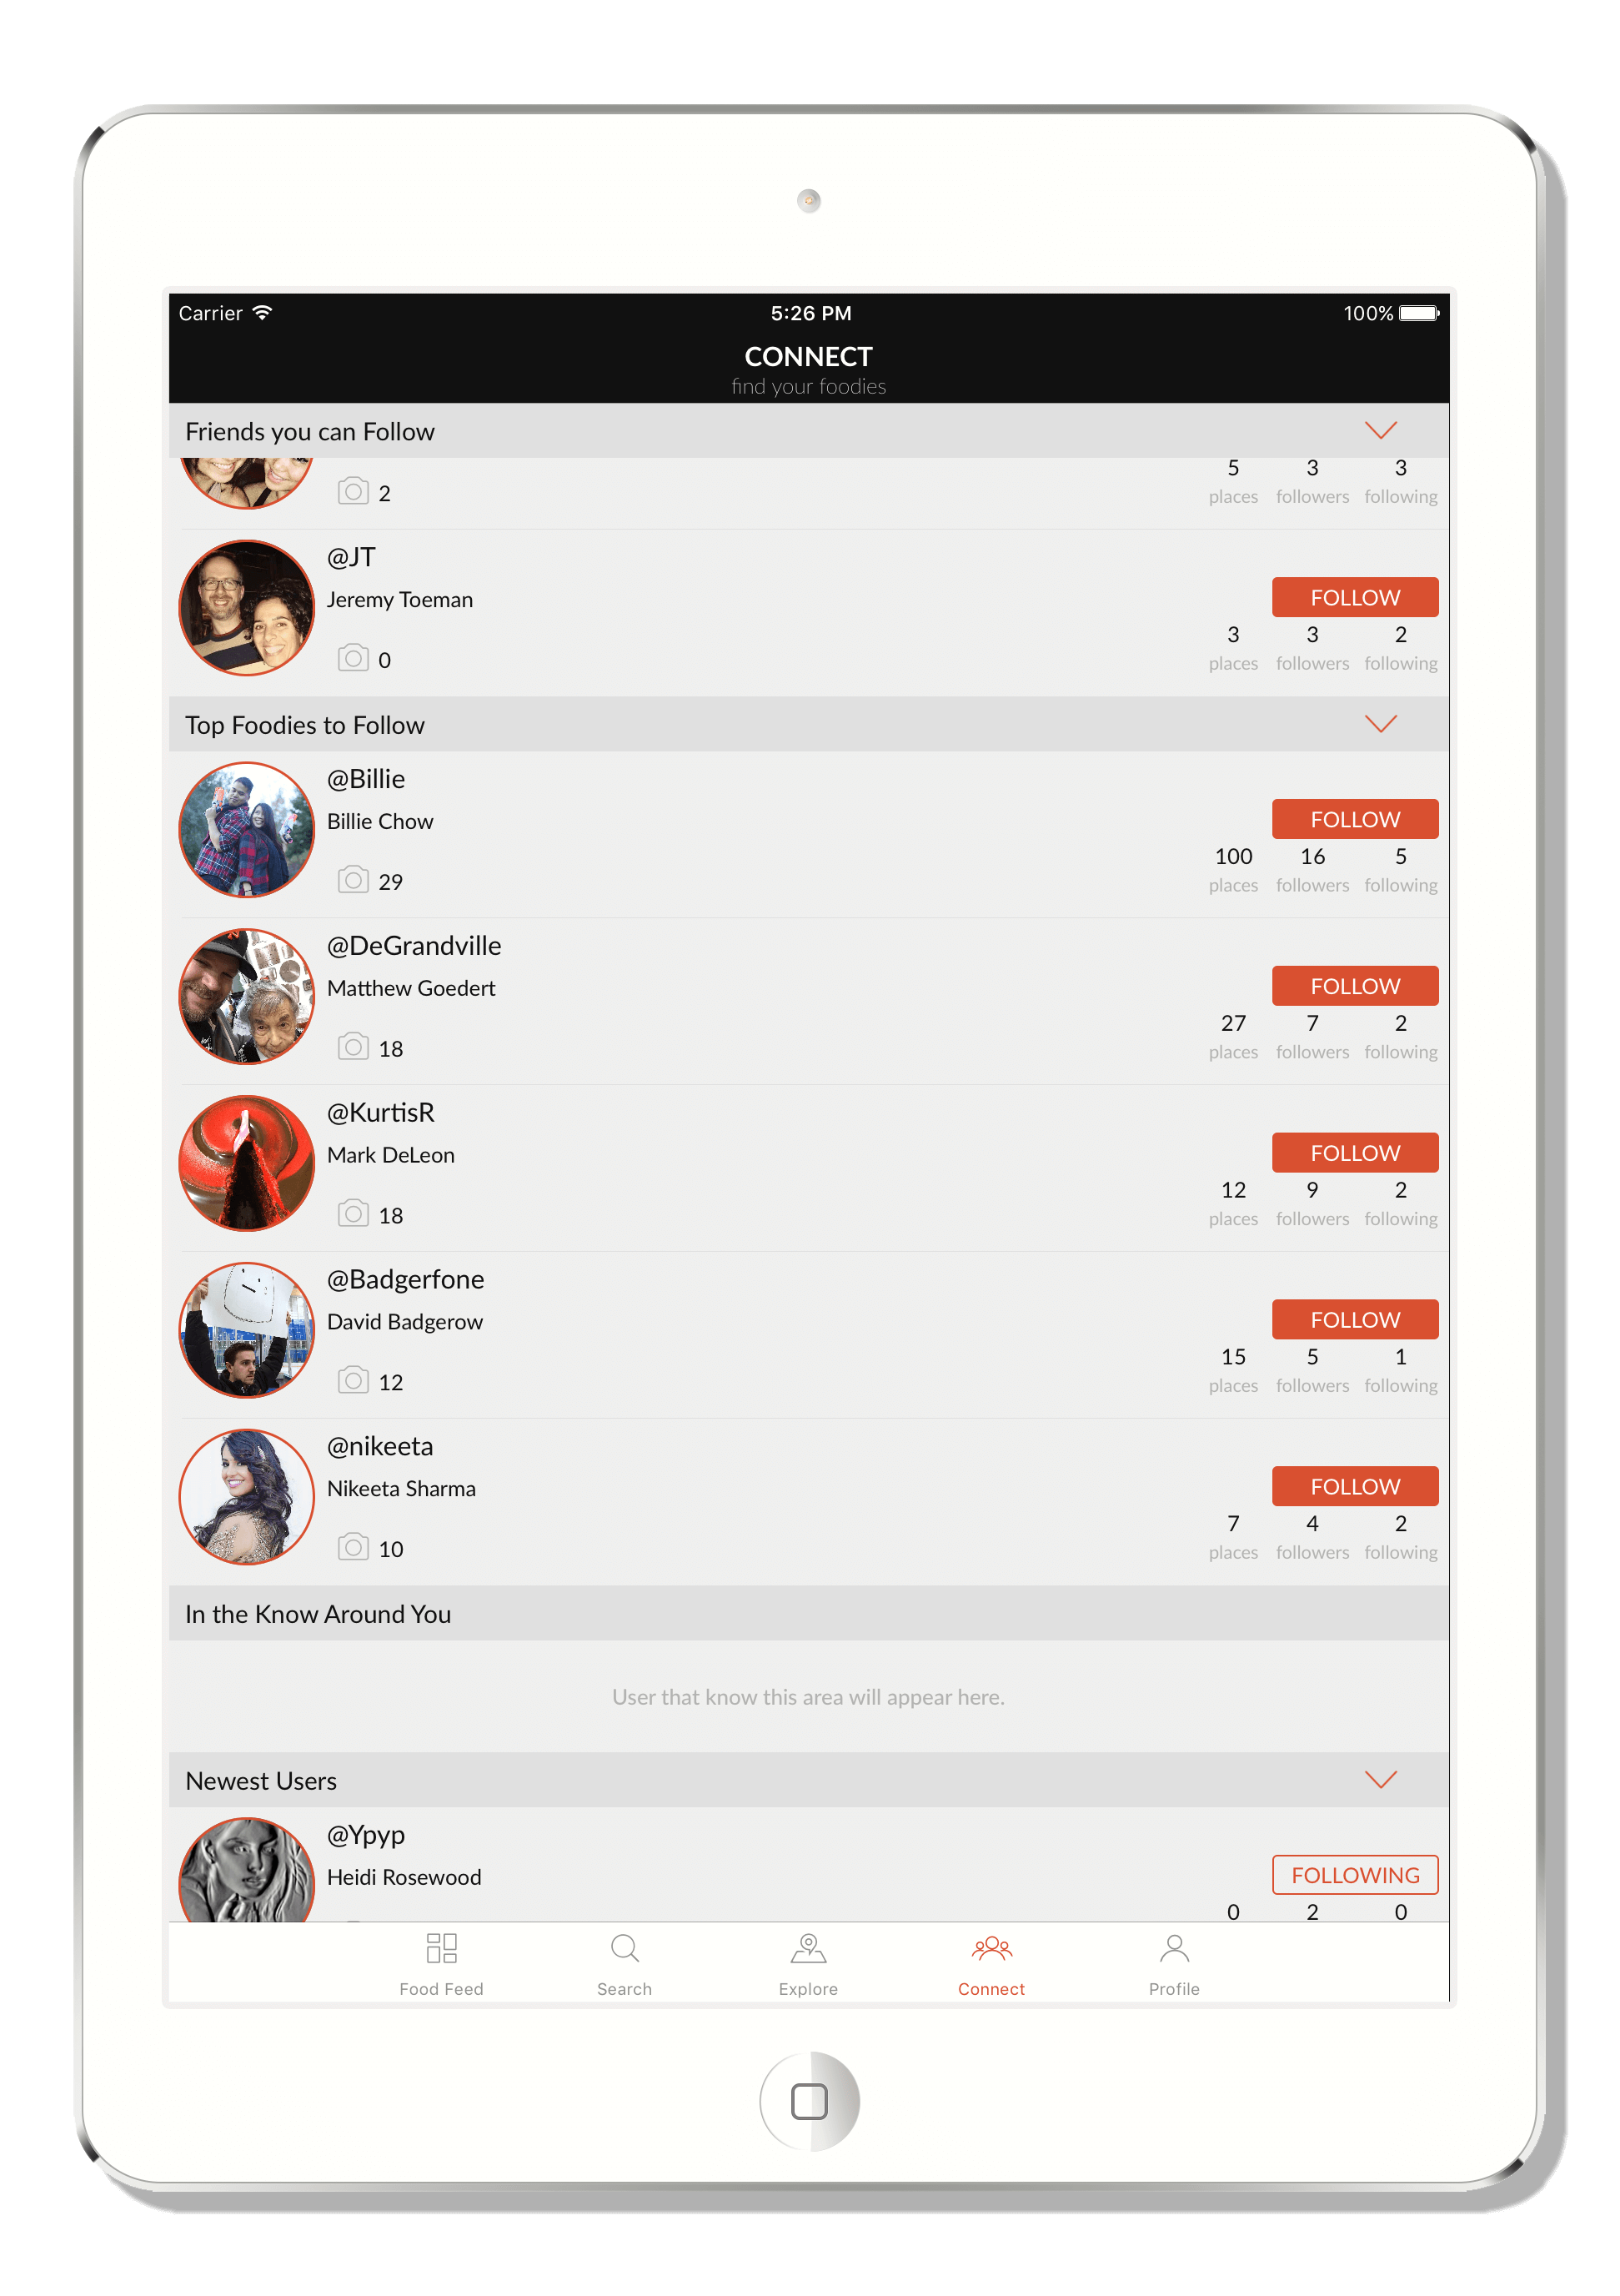 Carrier 5:26 PM 100%
CONNECT
find your foodies
Friends you can Follow
5 3 3
2
places followers following
@JT
Jeremy Toeman
FOLLOW
3 3 2
0
places followers following
Top Foodies to Follow
@Billie
Billie Chow
FOLLOW
100 16 5
29
places followers following
@DeGrandville
Matthew Goedert
FOLLOW
27 7 2
18
places followers following
@KurtisR
Mark DeLeon
FOLLOW
12 9 2
18
places followers following
@Badgerfone
David Badgerow
FOLLOW
15 5 1
12
places followers following
@nikeeta
Nikeeta Sharma
FOLLOW
7 4 2
10
places followers following
In the Know Around You
User that know this area will appear here.
Newest Users
@Ypyp
Heidi Rosewood
FOLLOWING
0 2 0
Food Feed Search Explore Connect Profile